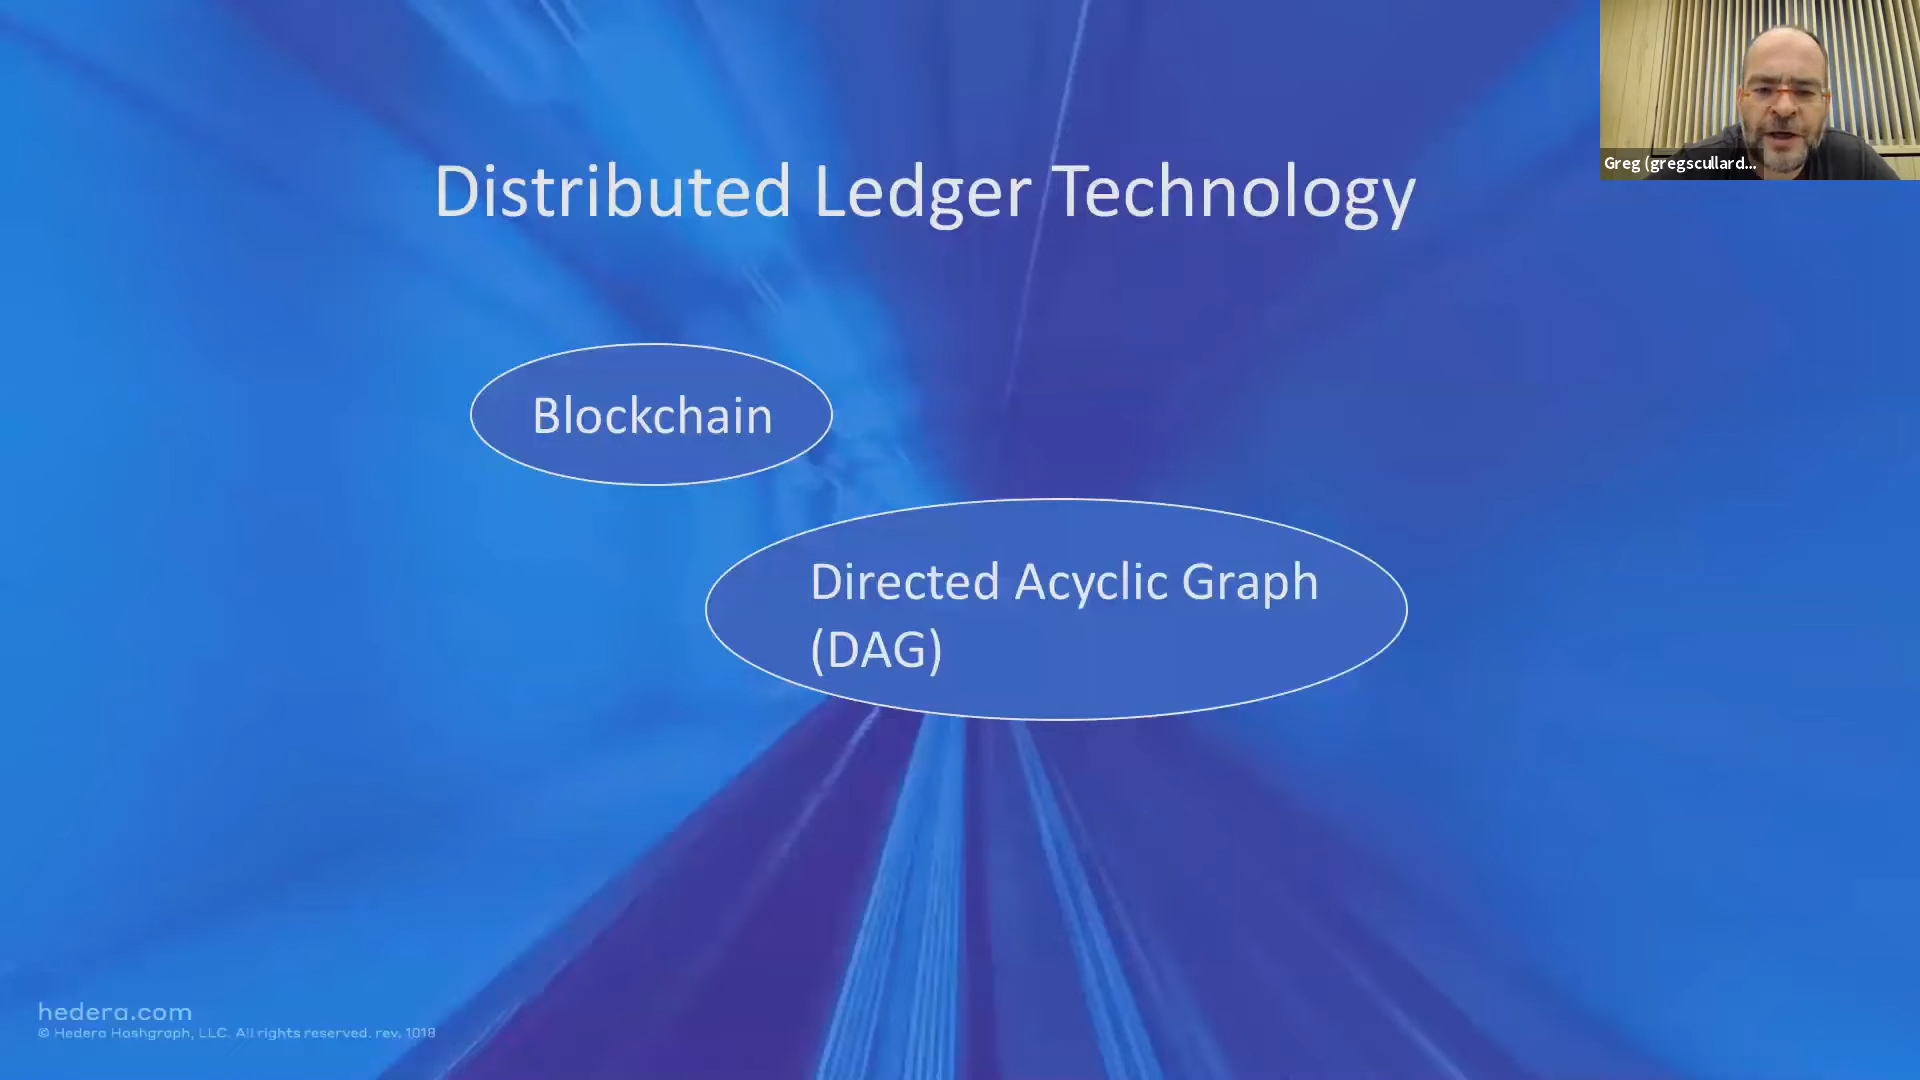 Greg (gregscullard...
Distributed Ledger Technology
Blockchain
Directed Acyclic Graph
(DAG)
hedera.com
© Hedera Hashgraph, LLC. All rights reserved. rev. 1018